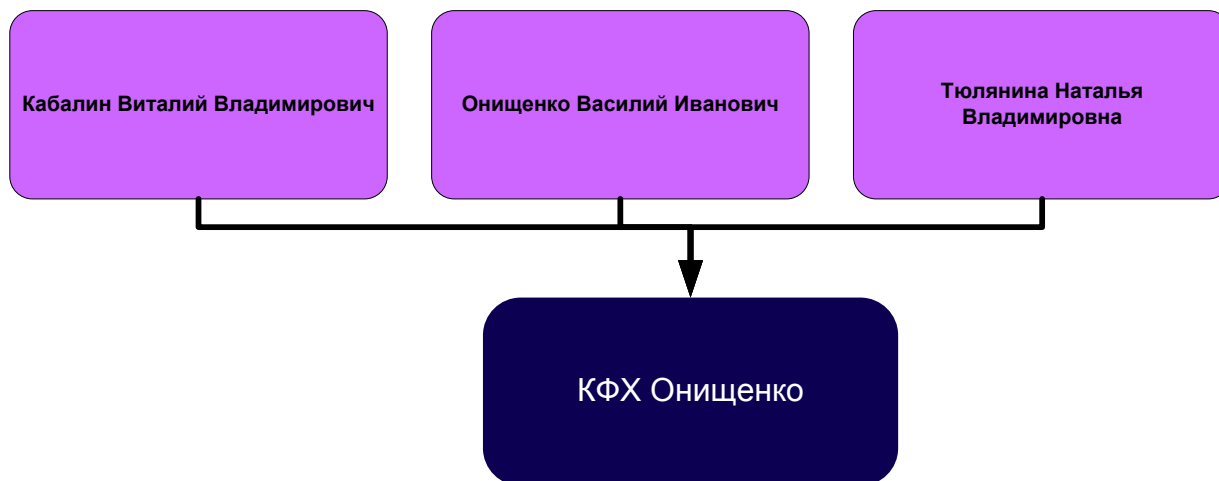 Кабалин Виталий Владимирович
Онищенко Василий Иванович
Тюлянина Наталья
Владимировна
КФХ Онищенко